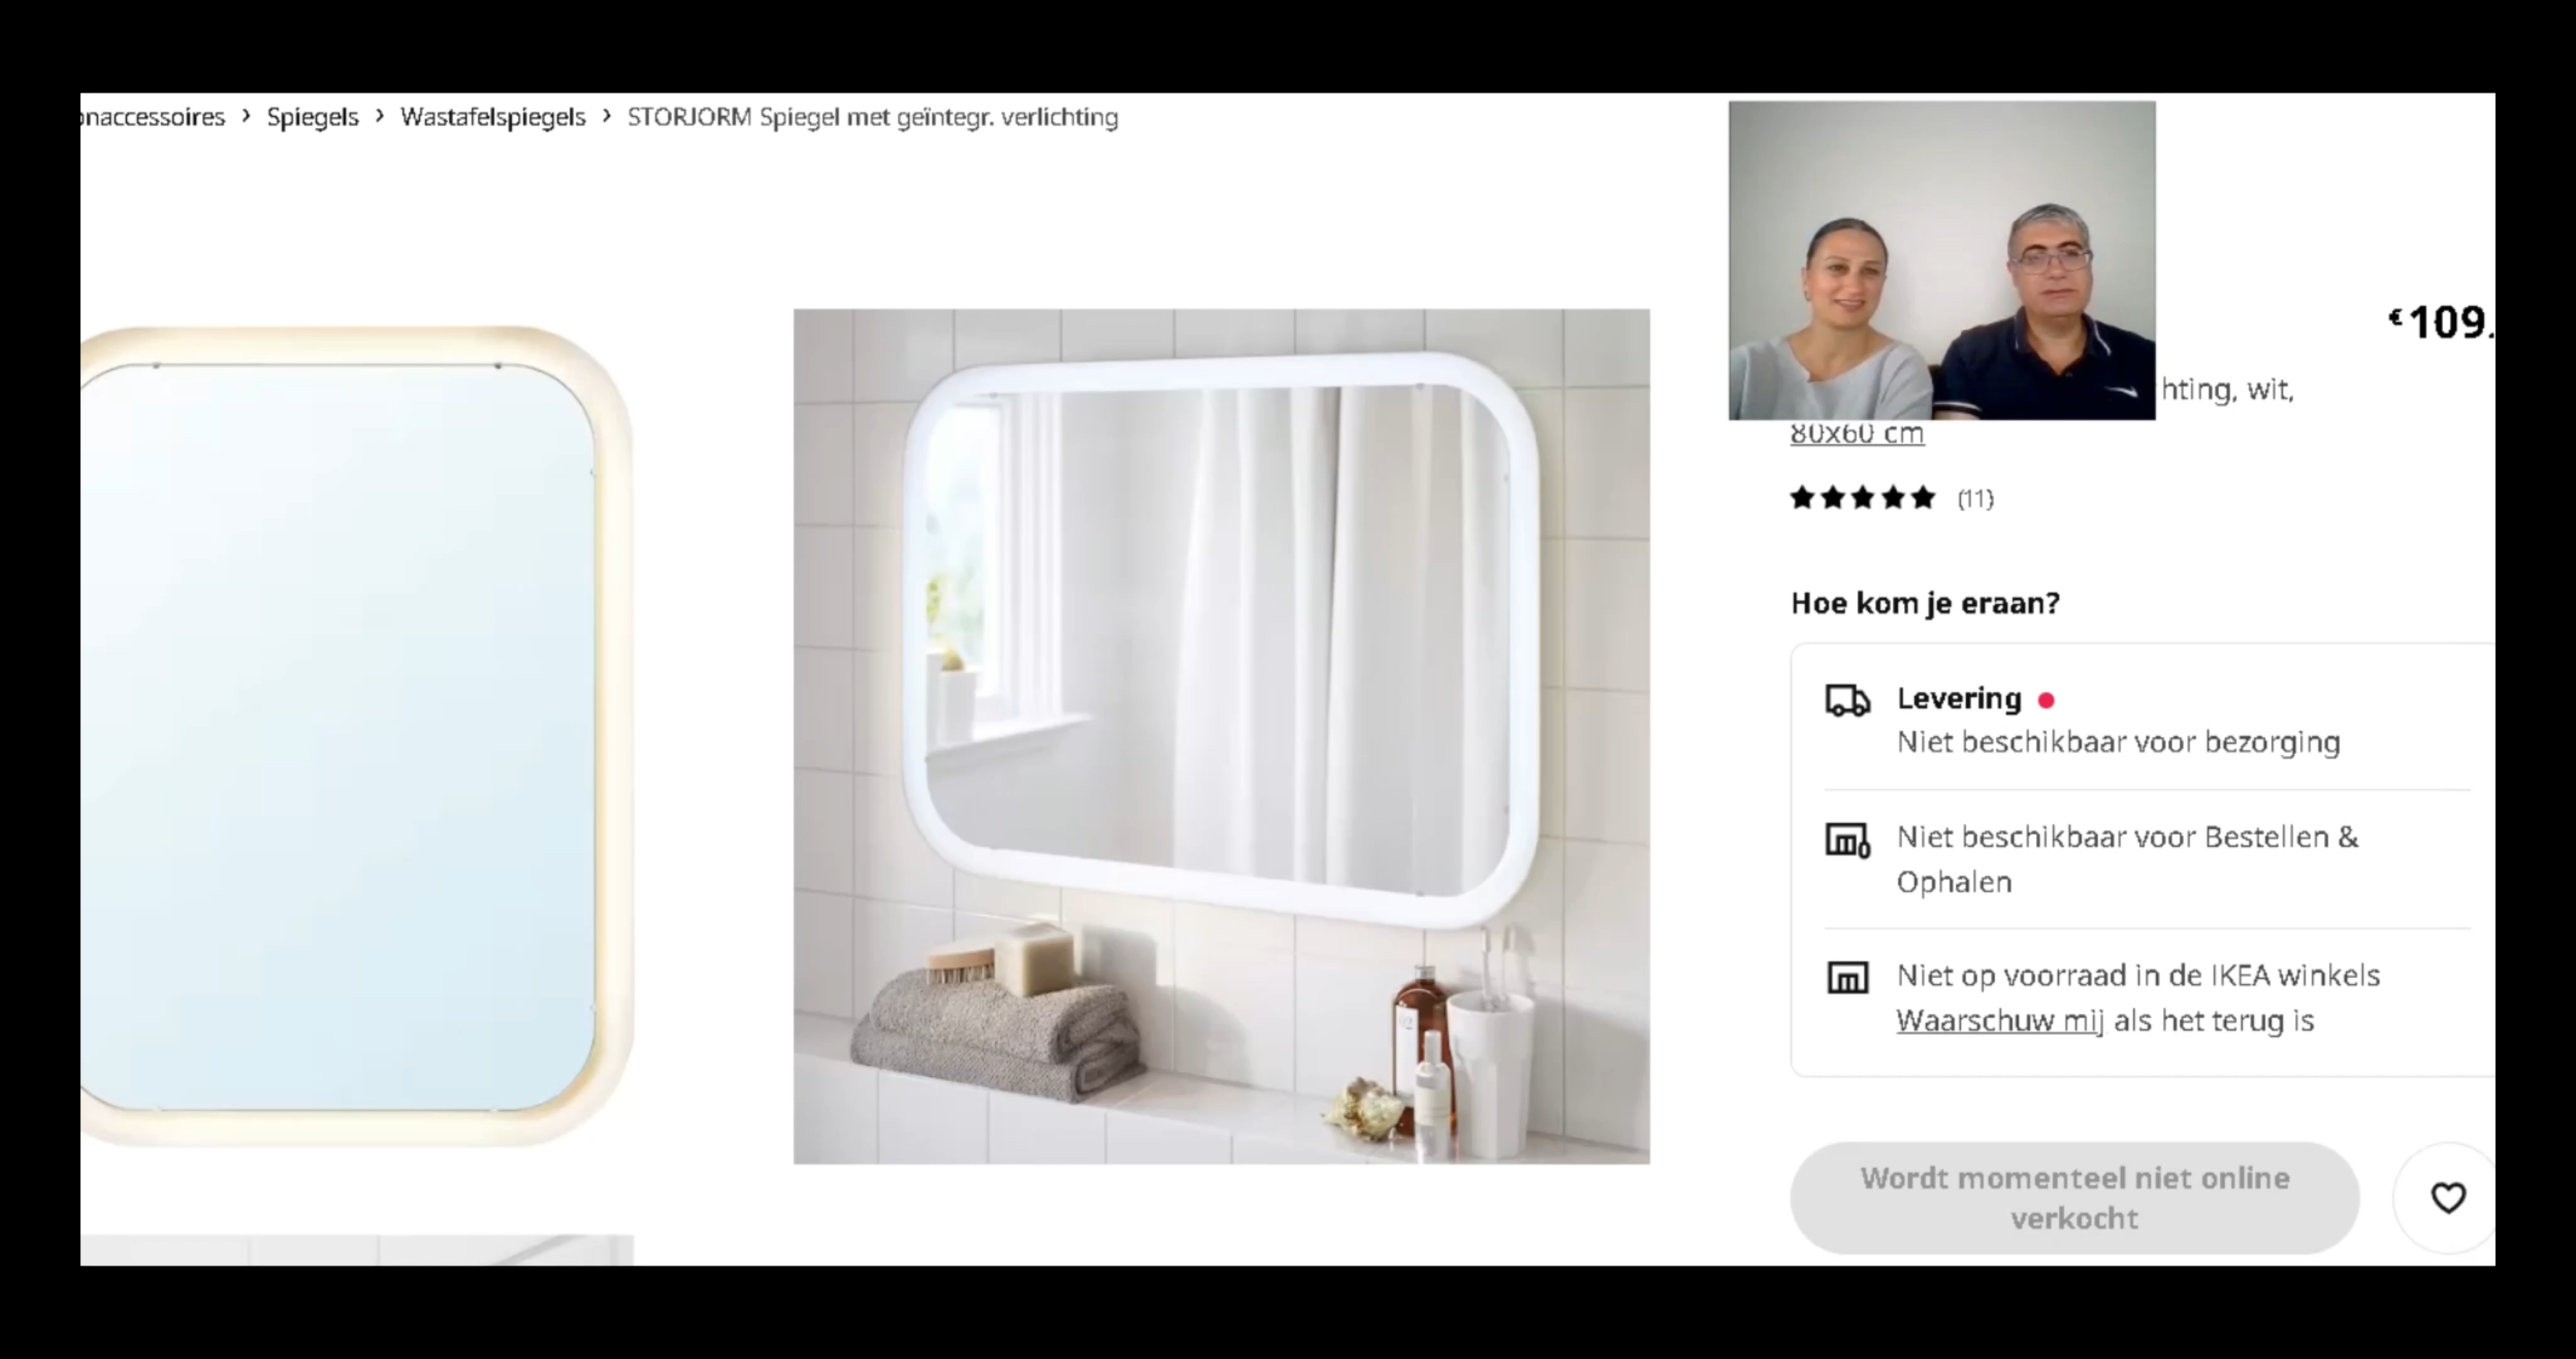 naccessoires > Spiegels > Wastafelspiegels > STORJORM Spiegel met geïntegr. verlichting
€109.
hting, wit,
80x60 cm
(11)
Hoe kom je eraan?
Levering
Niet beschikbaar voor bezorging
Niet beschikbaar voor Bestellen &
Ophalen
Niet op voorraad in de IKEA winkels
Waarschuw mij als het terug is
Wordt momenteel niet online
verkocht